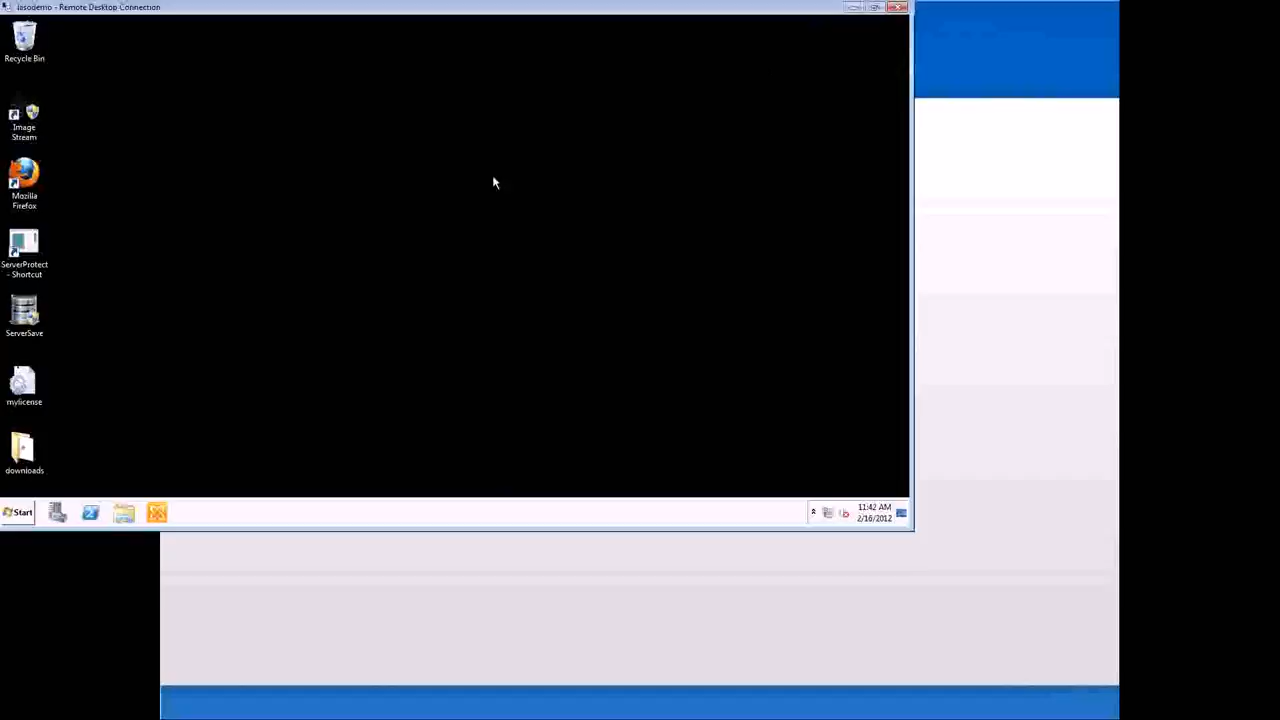 iasodemo - Remote Desktop Connection
Recycle Bin
Image
Stream
Mozilla
Firefox
ServerProtect
- Shortcut
ServerSave
mylicense
downloads
Start
11:42 AM
2/16/2012